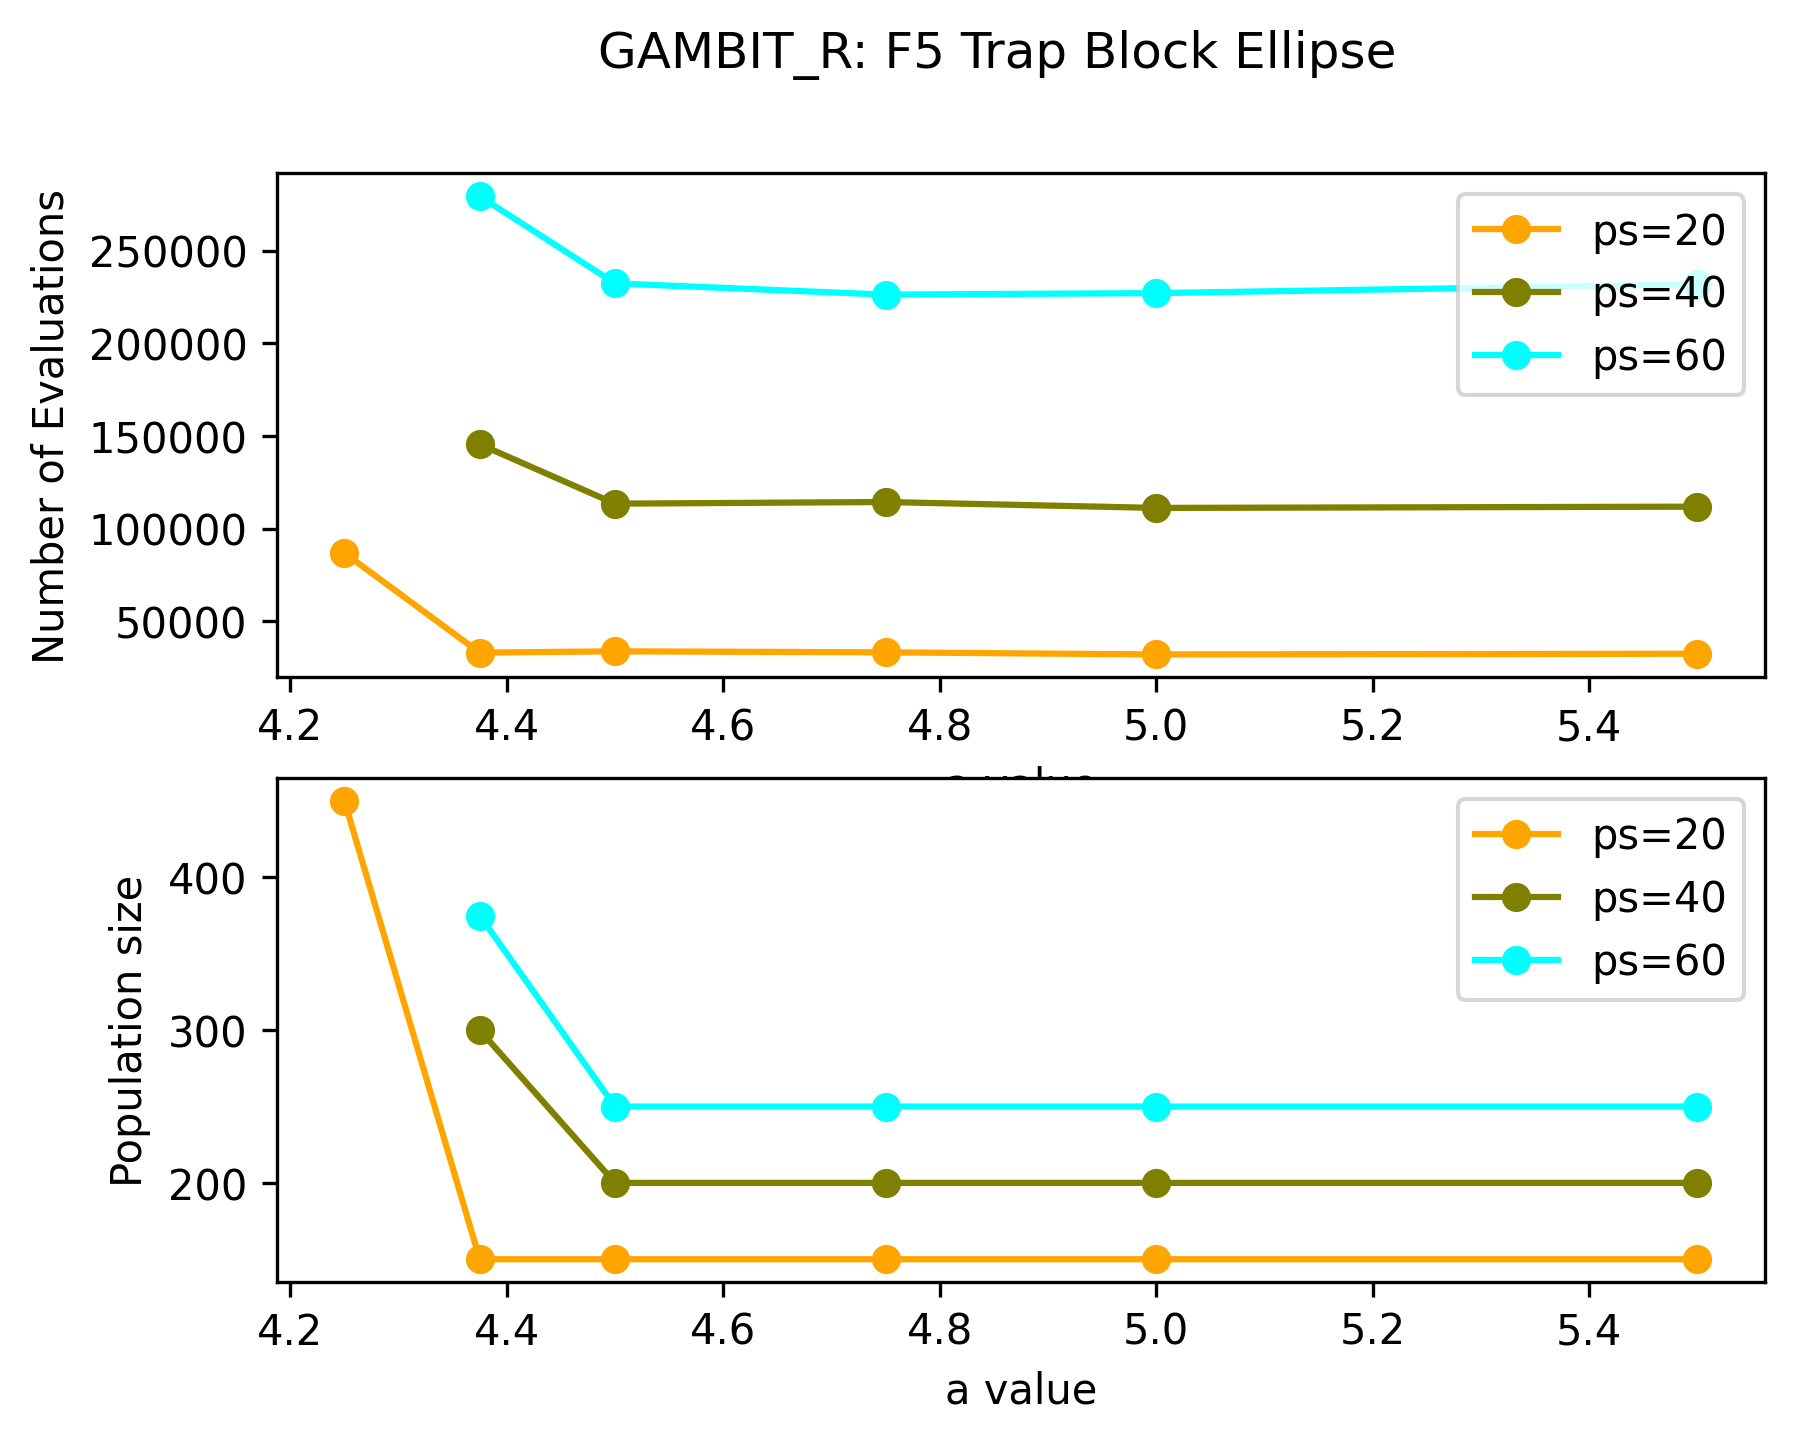 GAMBIT_R: F5 Trap Block Ellipse
Number of Evaluations
250000
200000
150000
100000
50000
ps=20
ps=40
ps=60
4.2 4.4 4.6 4.8 5.0 5.2 5.4
a value
Population size
400
300
200
ps=20
ps=40
ps=60
4.2 4.4 4.6 4.8 5.0 5.2 5.4
a value